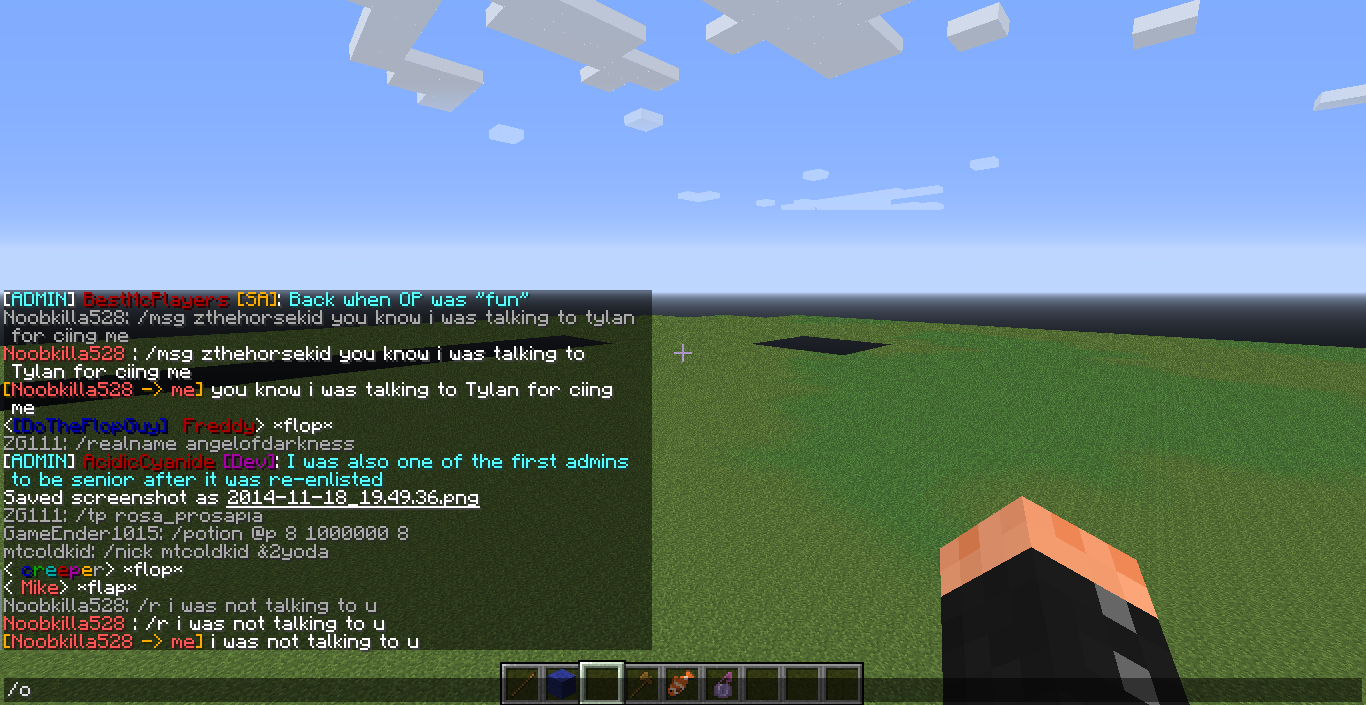 [ADMIN] BestMcPlayers [SA]: Back when OP was "fun"
Noobkilla528: /msg zthehorsekid you know i was talking to tylan
for ciing me
Noobkilla528 : /msg zthehorsekid you know i was talking to
Tylan for ciing me
[Noobkilla528 -> me] you know i was talking to Tylan for ciing
me
<[DoTheFlopGuy] Freddy> *flop*
ZG111: /realname angelofdarkness
[ADMIN] AcidicCyanide [Dev]: I was also one of the first admins
to be senior after it was re-enlisted
Saved screenshot as 2014-11-18_19.49.36.png
ZG111: /tp rosa_prosapia
GameEnder1015: /potion @p 8 1000000 8
mtcoldkid: /nick mtcoldkid &2yoda
< creeper> *flop*
< Mike> *flap*
Noobkilla528: /r i was not talking to u
Noobkilla528 : /r i was not talking to u
[Noobkilla528 -> me] i was not talking to u
/o